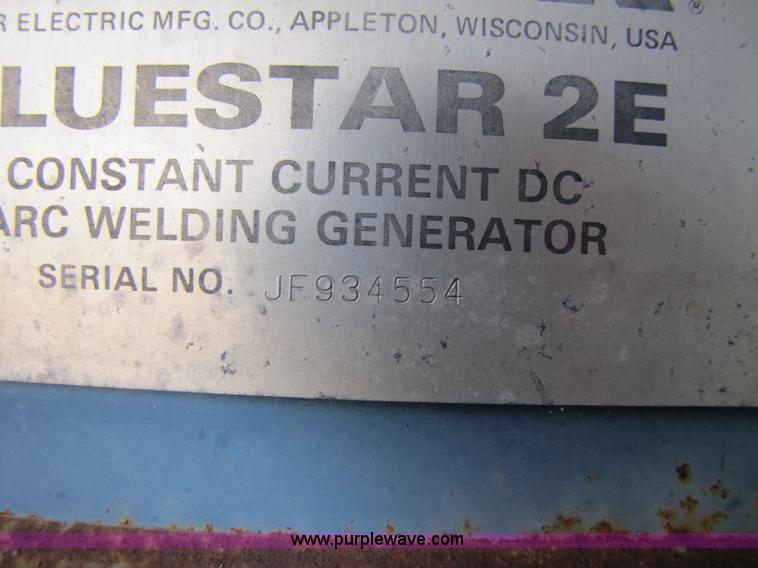 ®
R ELECTRIC MFG. CO., APPLETON, WISCONSIN, USA
LUESTAR 2E
CONSTANT CURRENT DC
ARC WELDING GENERATOR
SERIAL NO. JF934554
www.purplewave.com